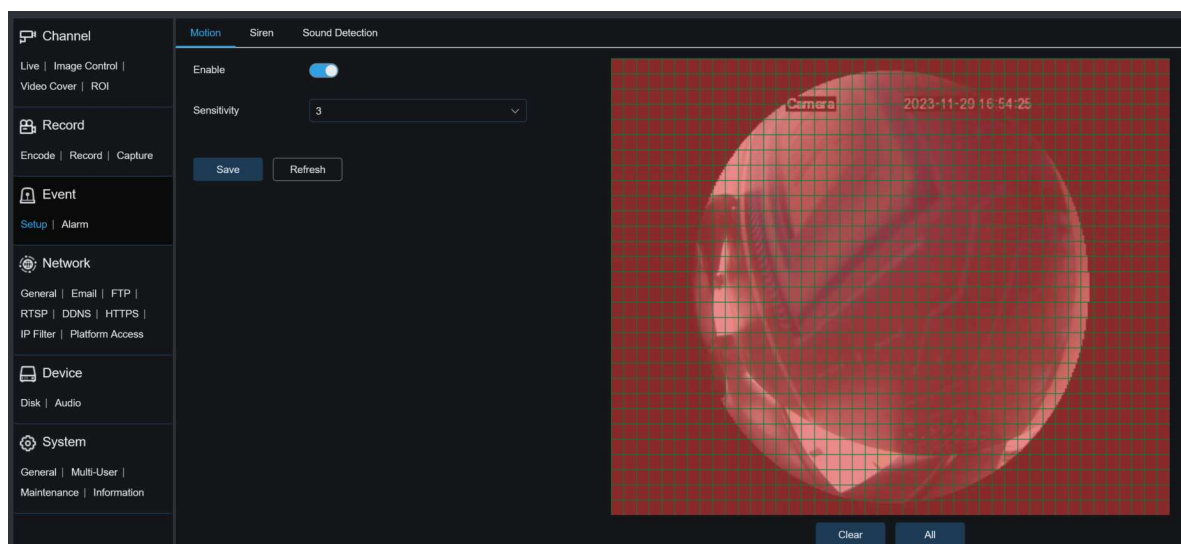 Channel
Live | Image Control |
Video Cover | ROI
Record
Encode | Record | Capture
Event
Setup | Alarm
Network
General | Email | FTP |
RTSP | DDNS | HTTPS |
IP Filter | Platform Access
Device
Disk | Audio
System
General | Multi-User |
Maintenance | Information
Motion Siren Sound Detection
Enable
Sensitivity 3
Save Refresh
Camera 2023-11-29 16:54:25
Clear All